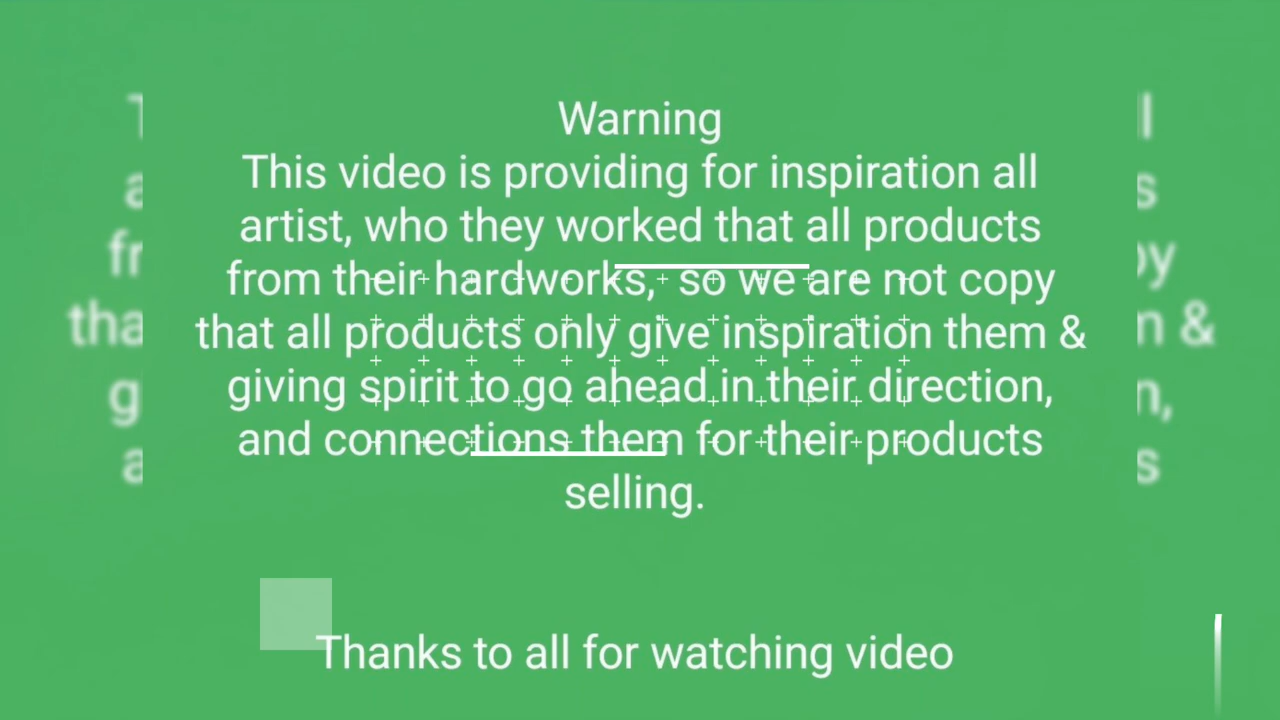 Warning
This video is providing for inspiration all
artist, who they worked that all products
from their hardworks, so we are not copy
that all products only give inspiration them &
giving spirit to go ahead in their direction,
and connections them for their products
selling.
Thanks to all for watching video